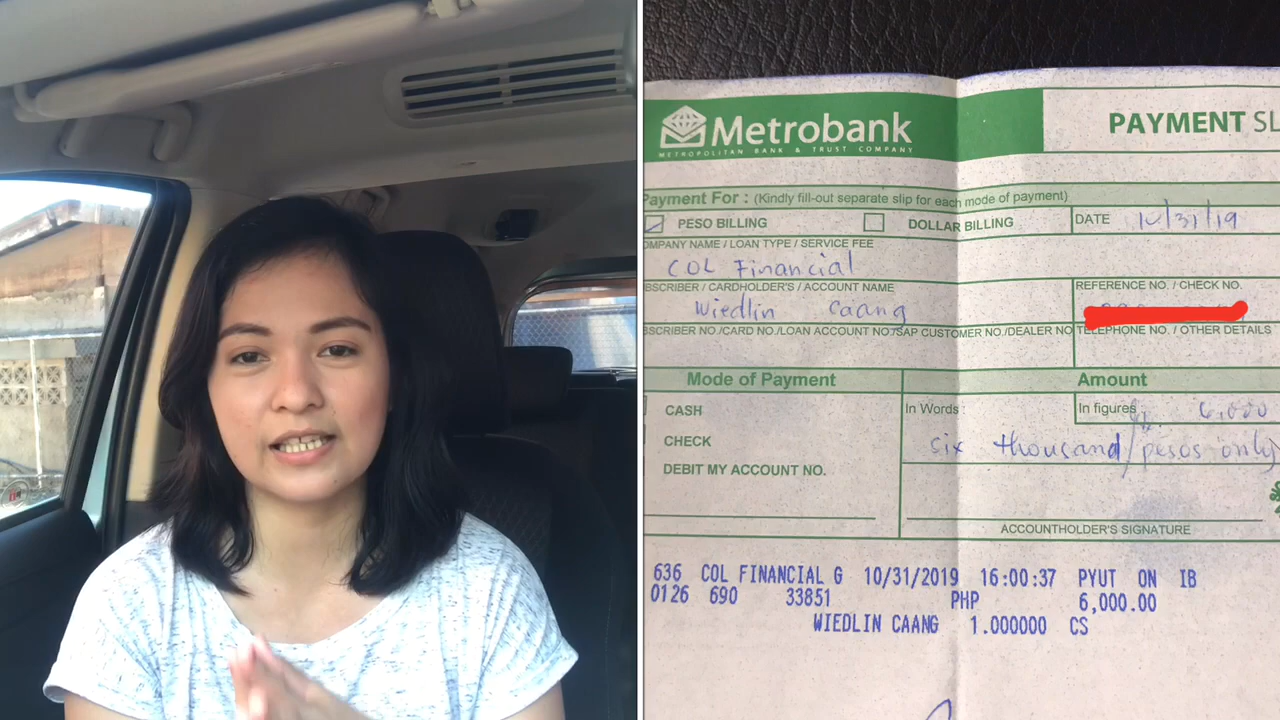 Metrobank
METROPOLITAN BANK & TRUST COMPANY
PAYMENT SL
Payment For : (Kindly fill-out separate slip for each mode of payment)
PESO BILLING DOLLAR BILLING DATE 10/31/19
OMPANY NAME / LOAN TYPE / SERVICE FEE
COL Financial
BSCRIBER / CARDHOLDER'S / ACCOUNT NAME REFERENCE NO. / CHECK NO.
Wiedlin Caang
BSCRIBER NO./CARD NO./LOAN ACCOUNT NO./SAP CUSTOMER NO./DEALER NO TELEPHONE NO. / OTHER DETAILS
Mode of Payment Amount
CASH In Words : In figures 6,000
CHECK six thousand pesos only
DEBIT MY ACCOUNT NO.
ACCOUNTHOLDER'S SIGNATURE
636 COL FINANCIAL G 10/31/2019 16:00:37 PYUT ON IB
0126 690 33851 PHP 6,000.00
WIEDLIN CAANG 1.000000 CS